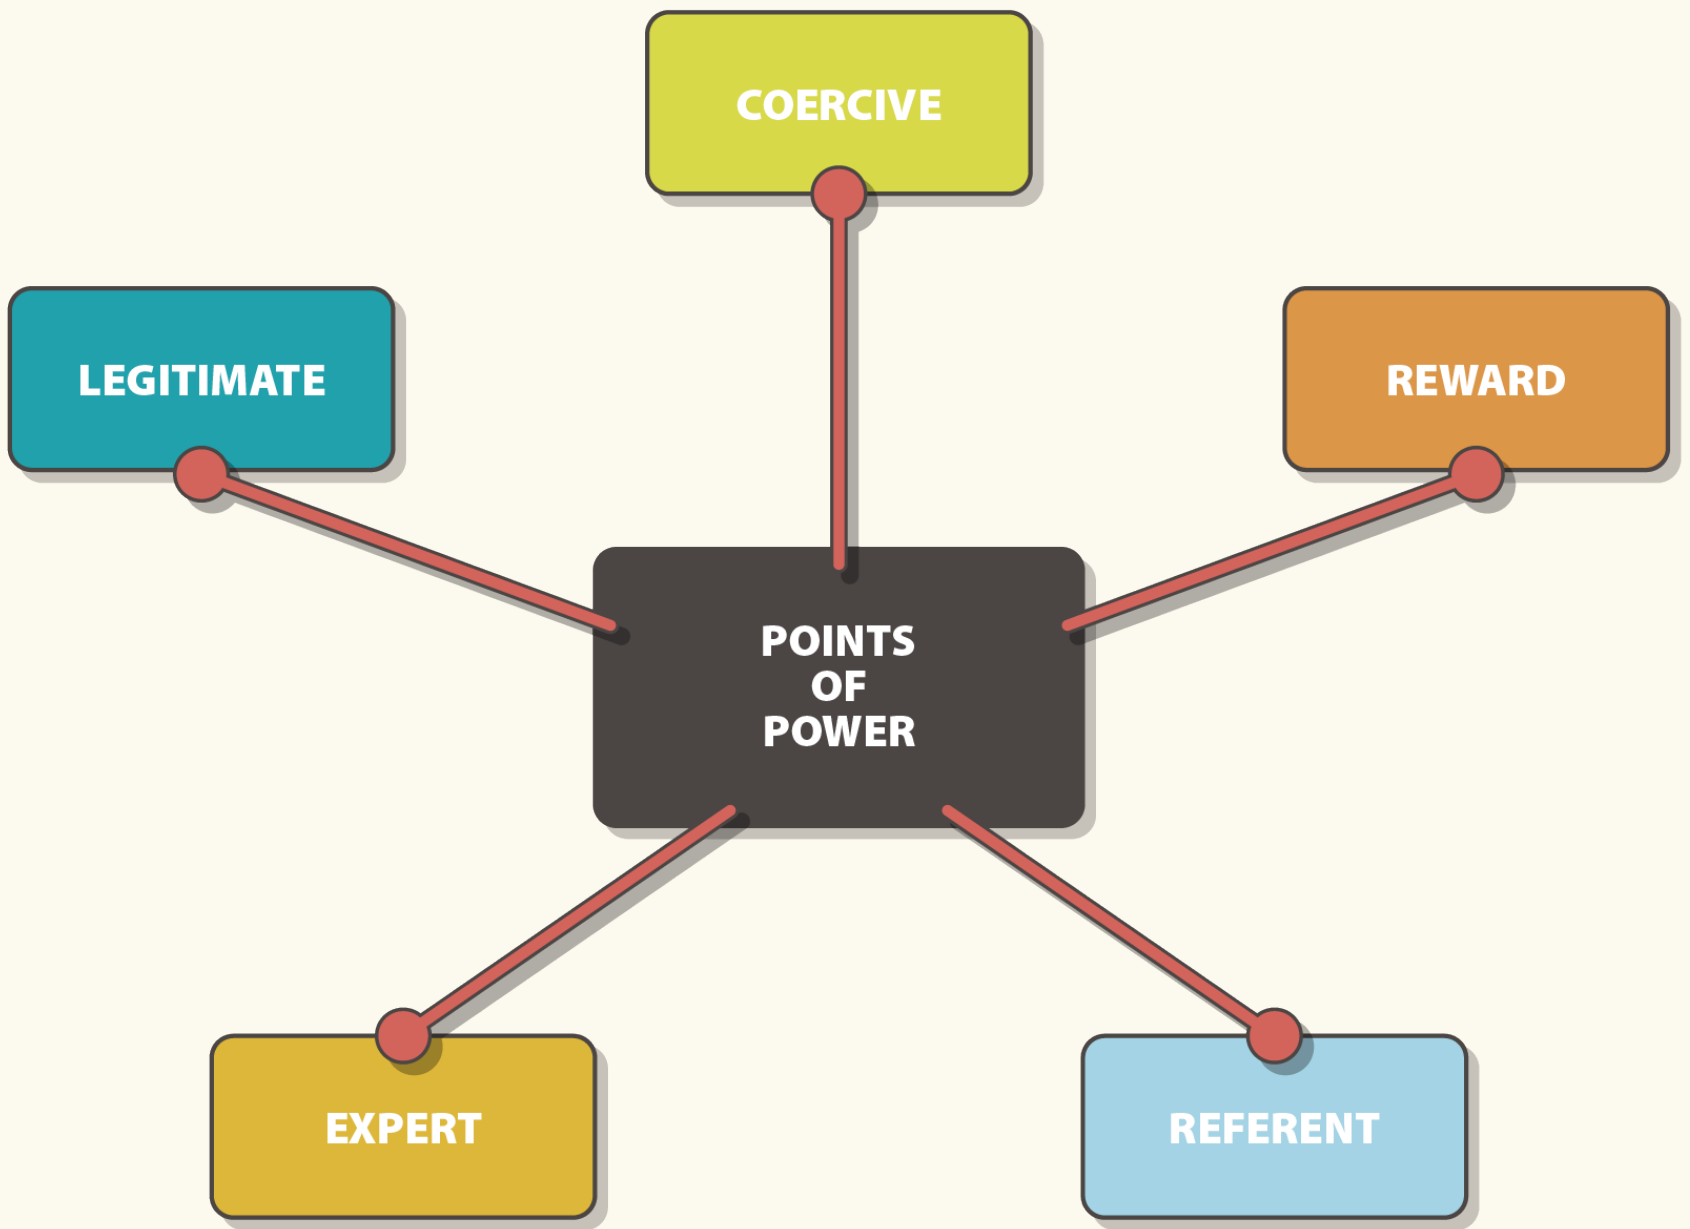 COERCIVE
LEGITIMATE
REWARD
POINTS
OF
POWER
EXPERT
REFERENT